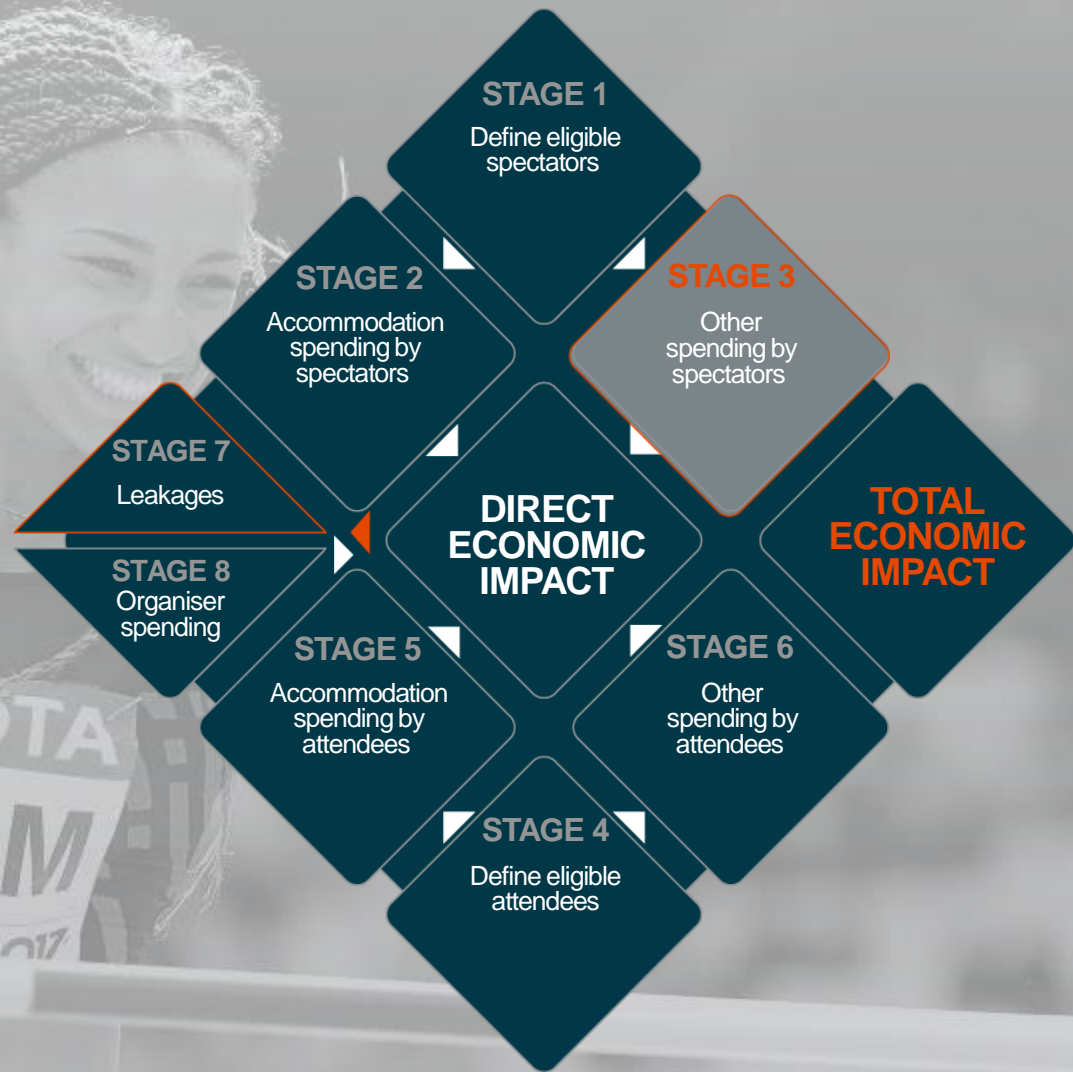 STAGE 1
Define eligible
spectators
STAGE 2
Accommodation
spending by
spectators
STAGE 3
Other
spending by
spectators
STAGE 7
Leakages
DIRECT
ECONOMIC
IMPACT
TOTAL
ECONOMIC
IMPACT
STAGE 8
Organiser
spending
STAGE 5
Accommodation
spending by
attendees
STAGE 6
Other
spending by
attendees
STAGE 4
Define eligible
attendees
OTA
M